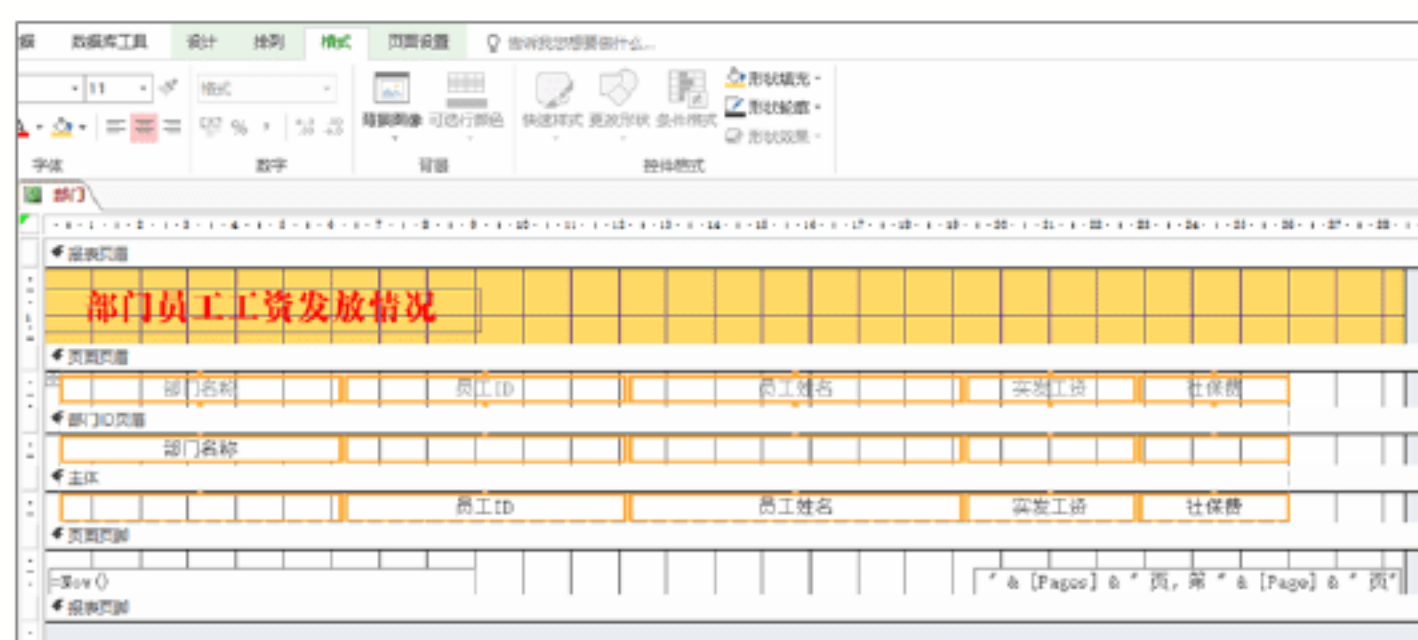 数据库工具 设计 排列 格式 页面设置 告诉我您想要做什么...
11 格式 形状填充
形状轮廓
背景图像 可选行颜色 快速样式 更改形状 条件格式
% , 形状效果
字体 数字 背景 控件格式
部门
报表页眉
部门员工工资发放情况
页面页眉
部门名称 员工ID 员工姓名 实发工资 社保费
部门ID页眉
部门名称
主体
员工ID 员工姓名 实发工资 社保费
页面页脚
=Now() " & [Pages] & " 页, 第 " & [Page] & " 页"
报表页脚